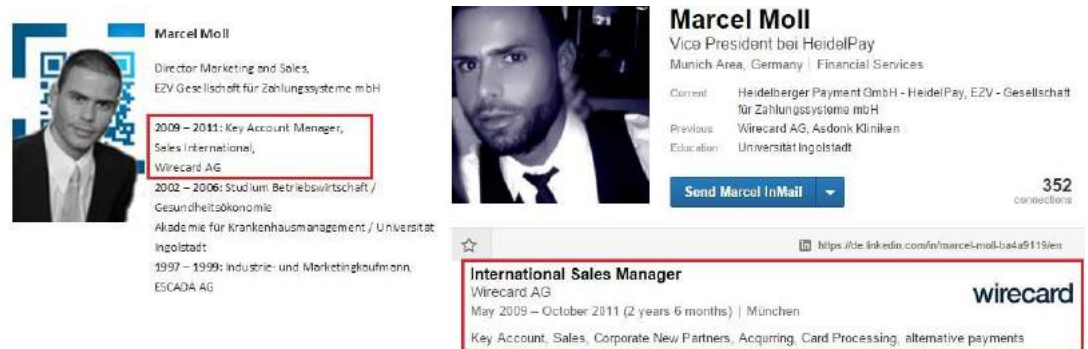 Marcel Moll
Director Marketing and Sales,
EZV Gesellschaft für Zahlungssysteme mbH
2009 – 2011: Key Account Manager,
Sales International,
Wirecard AG
2002 – 2006: Studium Betriebswirtschaft /
Gesundheitsökonomie
Akademie für Krankenhausmanagement / Universität
Ingolstadt
1997 – 1999: Industrie- und Marketingkaufmann,
ESCADA AG
Marcel Moll
Vice President bei HeidelPay
Munich Area, Germany | Financial Services
Current Heidelberger Payment GmbH - HeidelPay, EZV - Gesellschaft
für Zahlungssysteme mbH
Previous Wirecard AG, Asdonk Kliniken
Education Universität Ingolstadt
Send Marcel InMail
352
connections
https://de.linkedin.com/in/marcel-moll-ba4a9119/en
International Sales Manager
Wirecard AG
wirecard
May 2009 – October 2011 (2 years 6 months) | München
Key Account, Sales, Corporate New Partners, Acqurring, Card Processing, alternative payments